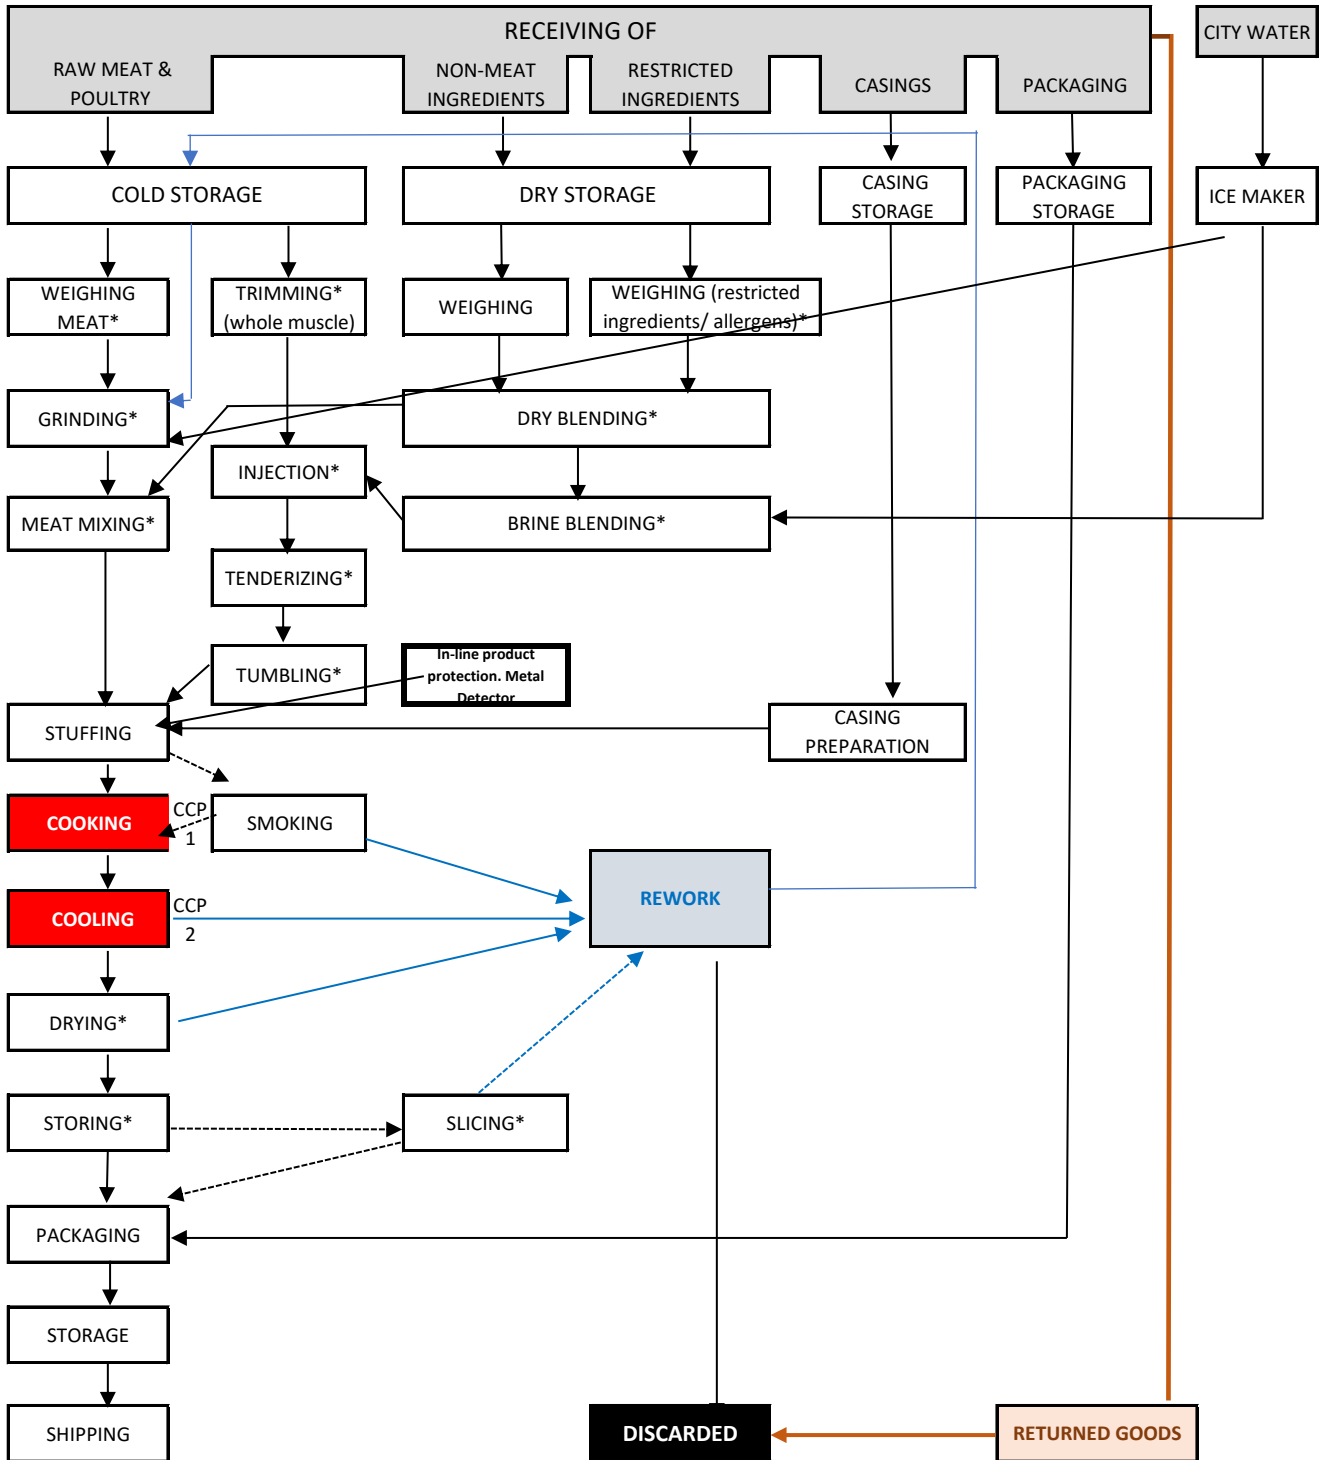 RECEIVING OF
CITY WATER
RAW MEAT &
POULTRY
NON-MEAT
INGREDIENTS
RESTRICTED
INGREDIENTS
CASINGS
PACKAGING
COLD STORAGE
DRY STORAGE
CASING
STORAGE
PACKAGING
STORAGE
ICE MAKER
WEIGHING
MEAT*
TRIMMING*
(whole muscle)
WEIGHING
WEIGHING (restricted
ingredients/ allergens)*
GRINDING*
DRY BLENDING*
INJECTION*
MEAT MIXING*
BRINE BLENDING*
TENDERIZING*
TUMBLING*
In-line product
protection. Metal
Detector
STUFFING
CASING
PREPARATION
COOKING
CCP
1
SMOKING
COOLING
CCP
2
REWORK
DRYING*
STORING*
SLICING*
PACKAGING
STORAGE
SHIPPING
DISCARDED
RETURNED GOODS